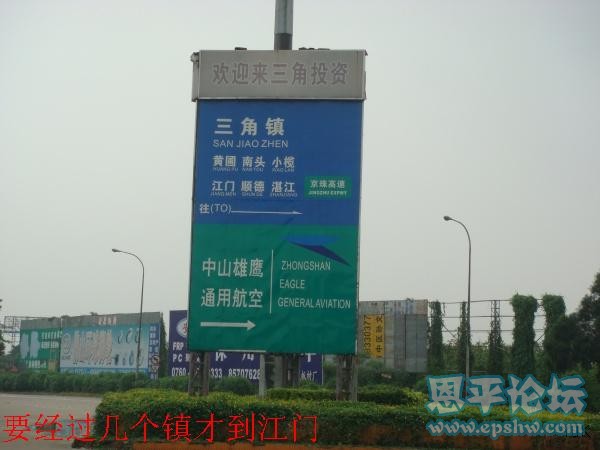 欢迎来三角投资
三角镇
SAN JIAO ZHEN
黄圃 南头 小榄
HUANG PU NAN TOU XIAO LAN
江门 顺德 湛江 京珠高速
JIANG MEN SHUN DE ZHANJIANG JINGZHU EXPWY
往(TO)
中山雄鹰 ZHONGSHAN
通用航空 EAGLE
GENERAL AVIATION
恩平论坛
www.epshw.com
要经过几个镇才到江门